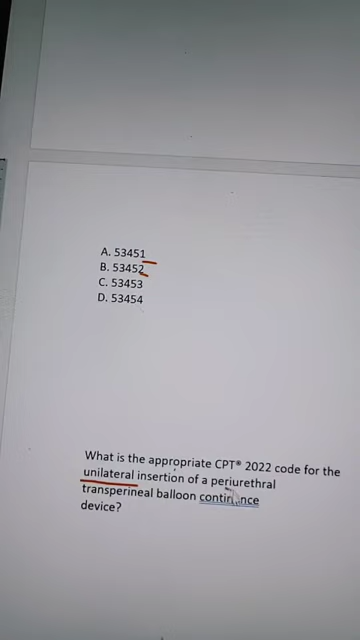 A. 53451
B. 53452
C. 53453
D. 53454
What is the appropriate CPT® 2022 code for the
unilateral insertion of a periurethral
transperineal balloon continence
device?